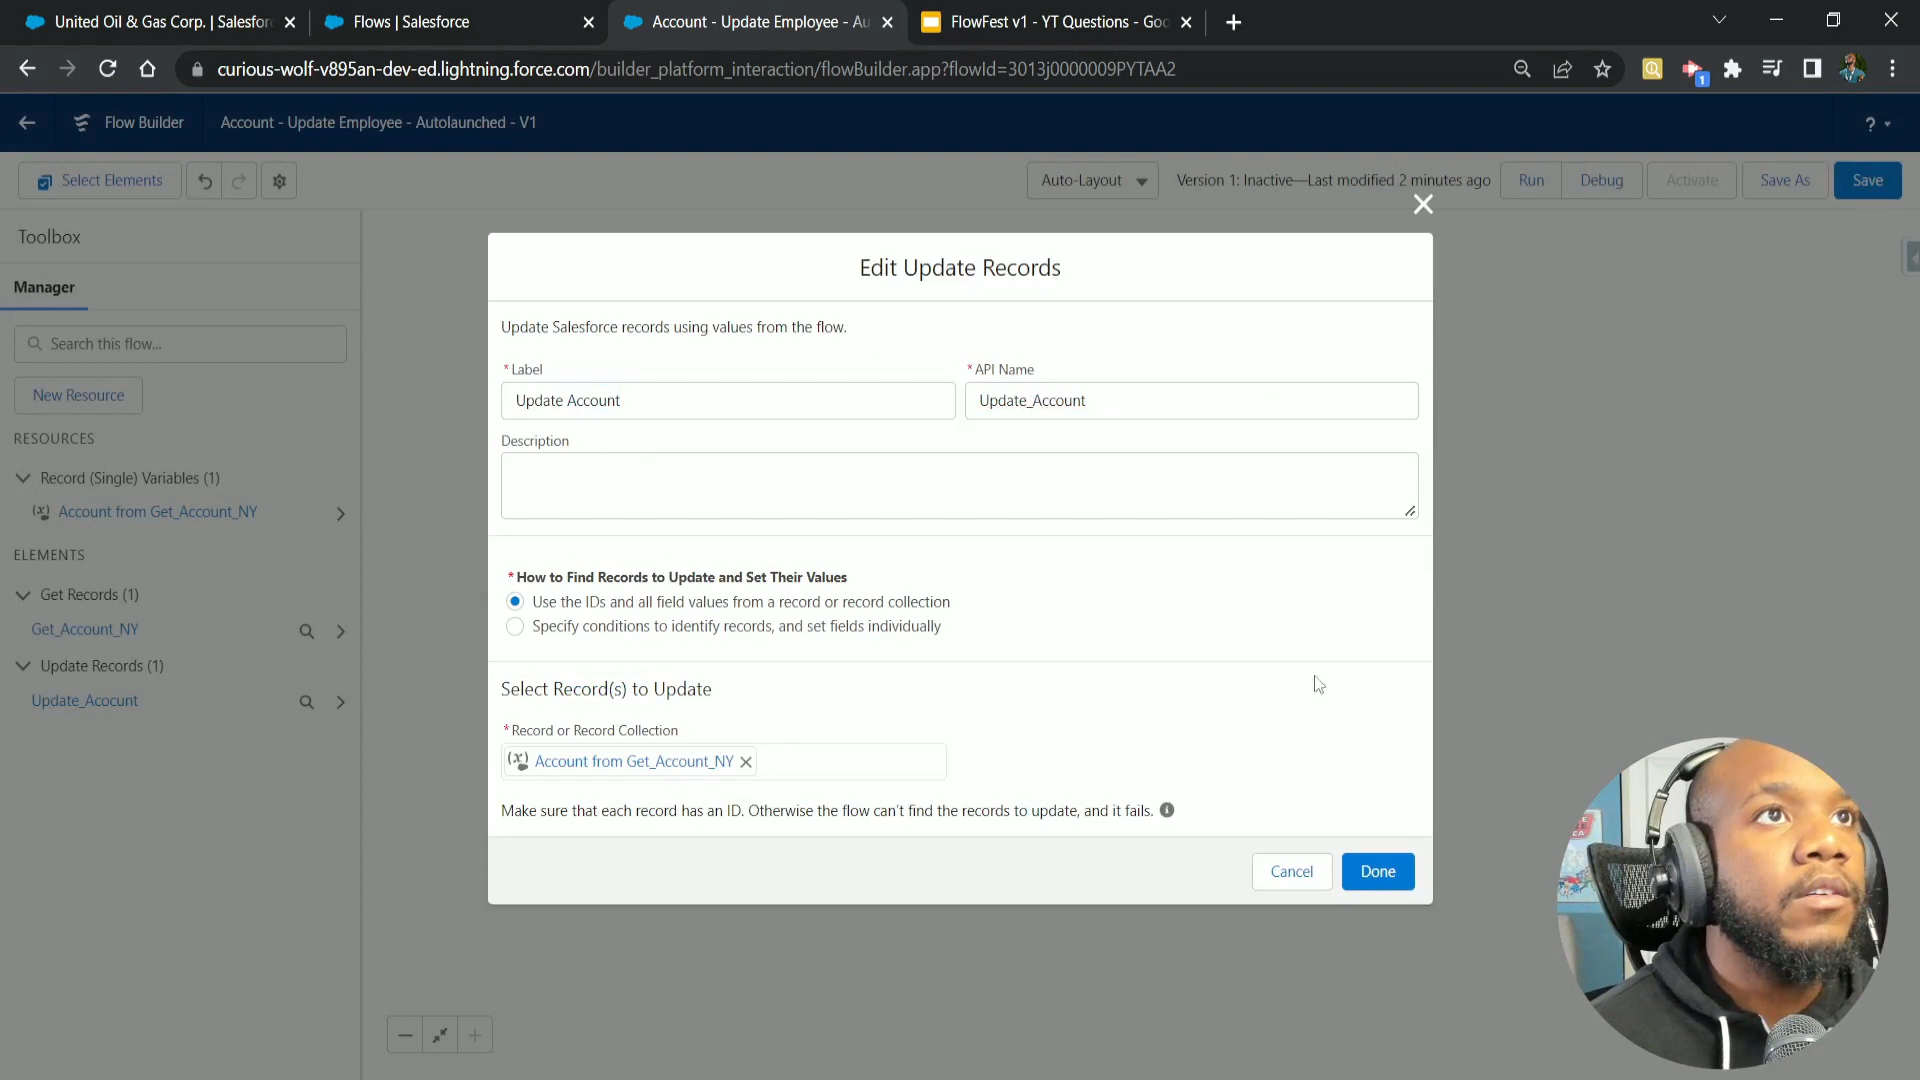 United Oil & Gas Corp. | Salesfor
Flows | Salesforce
Account - Update Employee - Au
FlowFest v1 - YT Questions - Goo
curious-wolf-v895an-dev-ed.lightning.force.com/builder_platform_interaction/flowBuilder.app?flowId=3013j0000009PYTAA2
1
Flow Builder
Account - Update Employee - Autolaunched - V1
?
Select Elements
Auto-Layout
Version 1: Inactive—Last modified 2 minutes ago
Run
Debug
Activate
Save As
Save
Toolbox
Manager
Search this flow...
New Resource
RESOURCES
Record (Single) Variables (1)
Account from Get_Account_NY
ELEMENTS
Get Records (1)
Get_Account_NY
Update Records (1)
Update_Acocunt
Edit Update Records
Update Salesforce records using values from the flow.
* Label
* API Name
Update Account
Update_Account
Description
* How to Find Records to Update and Set Their Values
Use the IDs and all field values from a record or record collection
Specify conditions to identify records, and set fields individually
Select Record(s) to Update
* Record or Record Collection
Account from Get_Account_NY
Make sure that each record has an ID. Otherwise the flow can't find the records to update, and it fails.
Cancel
Done